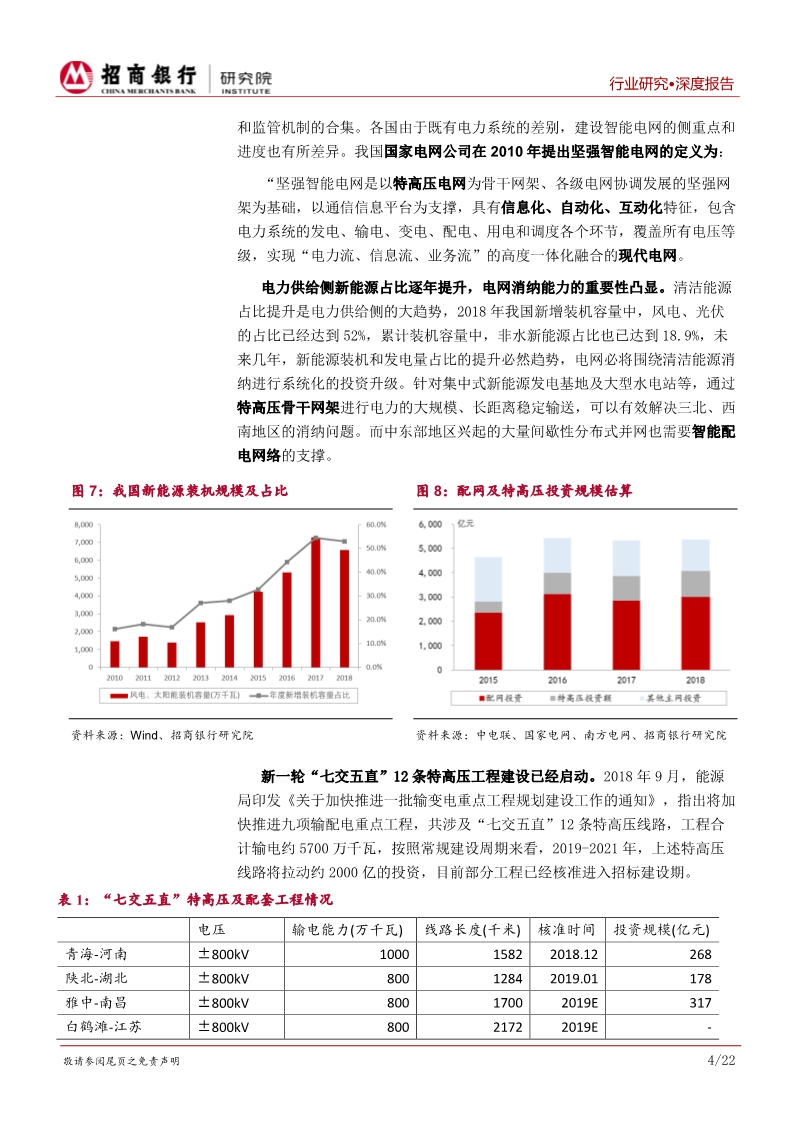 招商银行 研究院
CHINA MERCHANTS BANK INSTITUTE
行业研究•深度报告
和监管机制的合集。各国由于既有电力系统的差别，建设智能电网的侧重点和
进度也有所差异。我国国家电网公司在 2010 年提出坚强智能电网的定义为：
“坚强智能电网是以特高压电网为骨干网架、各级电网协调发展的坚强网
架为基础，以通信信息平台为支撑，具有信息化、自动化、互动化特征，包含
电力系统的发电、输电、变电、配电、用电和调度各个环节，覆盖所有电压等
级，实现“电力流、信息流、业务流”的高度一体化融合的现代电网。
电力供给侧新能源占比逐年提升，电网消纳能力的重要性凸显。清洁能源
占比提升是电力供给侧的大趋势，2018 年我国新增装机容量中，风电、光伏
的占比已经达到 52%，累计装机容量中，非水新能源占比也已达到 18.9%，未
来几年，新能源装机和发电量占比的提升必然趋势，电网必将围绕清洁能源消
纳进行系统化的投资升级。针对集中式新能源发电基地及大型水电站等，通过
特高压骨干网架进行电力的大规模、长距离稳定输送，可以有效解决三北、西
南地区的消纳问题。而中东部地区兴起的大量间歇性分布式并网也需要智能配
电网络的支撑。
图 7：我国新能源装机规模及占比
8,000
7,000
6,000
5,000
4,000
3,000
2,000
1,000
0
60.0%
50.0%
40.0%
30.0%
20.0%
10.0%
0.0%
2010 2011 2012 2013 2014 2015 2016 2017 2018
风电、太阳能装机容量(万千瓦) 年度新增装机容量占比
资料来源：Wind、招商银行研究院
图 8：配网及特高压投资规模估算
6,000 亿元
5,000
4,000
3,000
2,000
1,000
0
2015 2016 2017 2018
配网投资 特高压投资额 其他主网投资
资料来源：中电联、国家电网、南方电网、招商银行研究院
新一轮“七交五直”12 条特高压工程建设已经启动。2018 年 9 月，能源
局印发《关于加快推进一批输变电重点工程规划建设工作的通知》，指出将加
快推进九项输配电重点工程，共涉及“七交五直”12 条特高压线路，工程合
计输电约 5700 万千瓦，按照常规建设周期来看，2019-2021 年，上述特高压
线路将拉动约 2000 亿的投资，目前部分工程已经核准进入招标建设期。
表 1：“七交五直”特高压及配套工程情况
电压 输电能力(万千瓦) 线路长度(千米) 核准时间 投资规模(亿元)
青海-河南 ±800kV 1000 1582 2018.12 268
陕北-湖北 ±800kV 800 1284 2019.01 178
雅中-南昌 ±800kV 800 1700 2019E 317
白鹤滩-江苏 ±800kV 800 2172 2019E -
敬请参阅尾页之免责声明
4/22